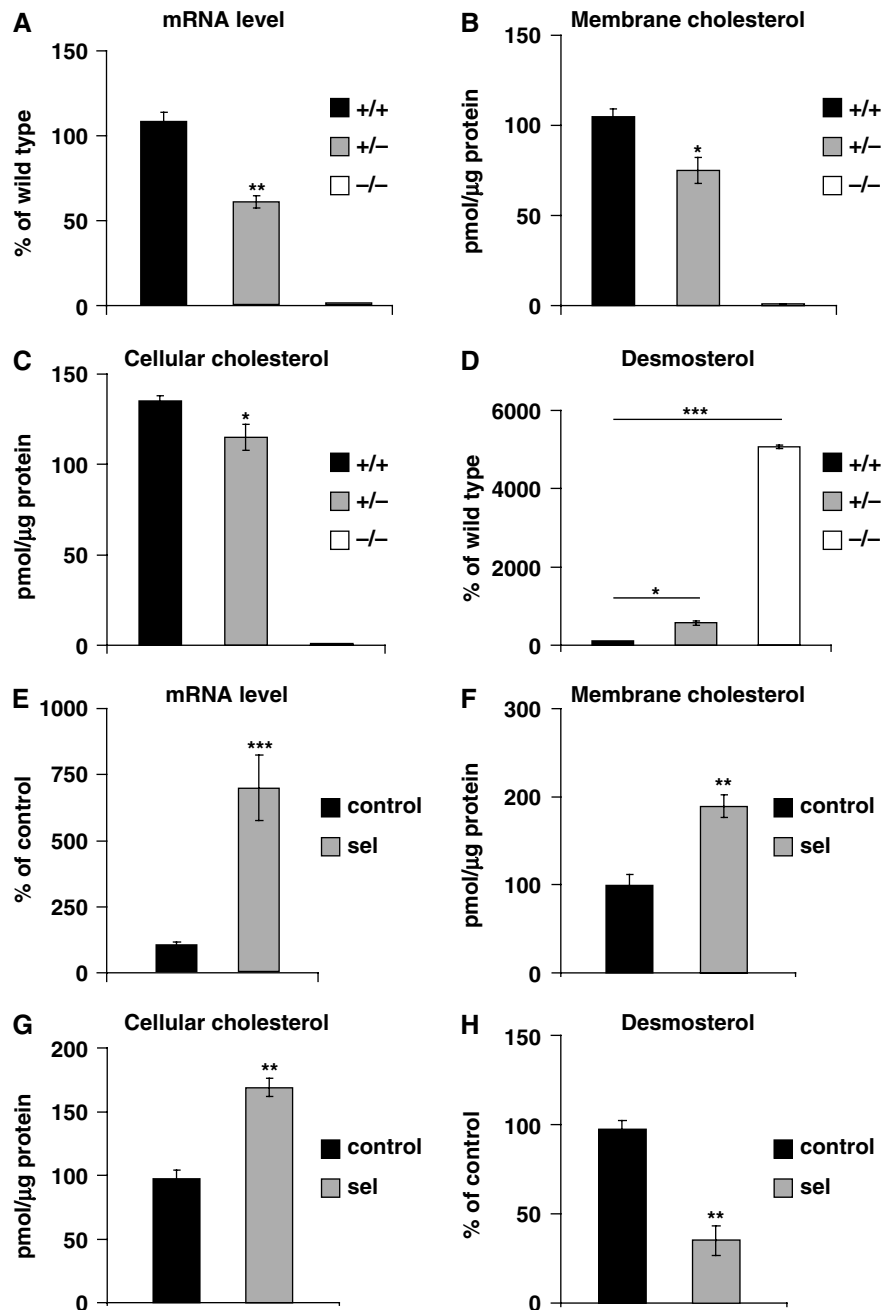 A mRNA level
150
100
50
0
% of wild type
**
+/+
+/−
−/−
B Membrane cholesterol
150
100
50
0
pmol/µg protein
*
+/+
+/−
−/−
C Cellular cholesterol
150
100
50
0
pmol/µg protein
*
+/+
+/−
−/−
D Desmosterol
6000
4000
2000
0
% of wild type
***
*
+/+
+/−
−/−
E mRNA level
1000
750
500
250
0
% of control
***
control
sel
F Membrane cholesterol
300
200
100
0
pmol/µg protein
**
control
sel
G Cellular cholesterol
200
150
100
50
0
pmol/µg protein
**
control
sel
H Desmosterol
150
100
50
0
% of control
**
control
sel